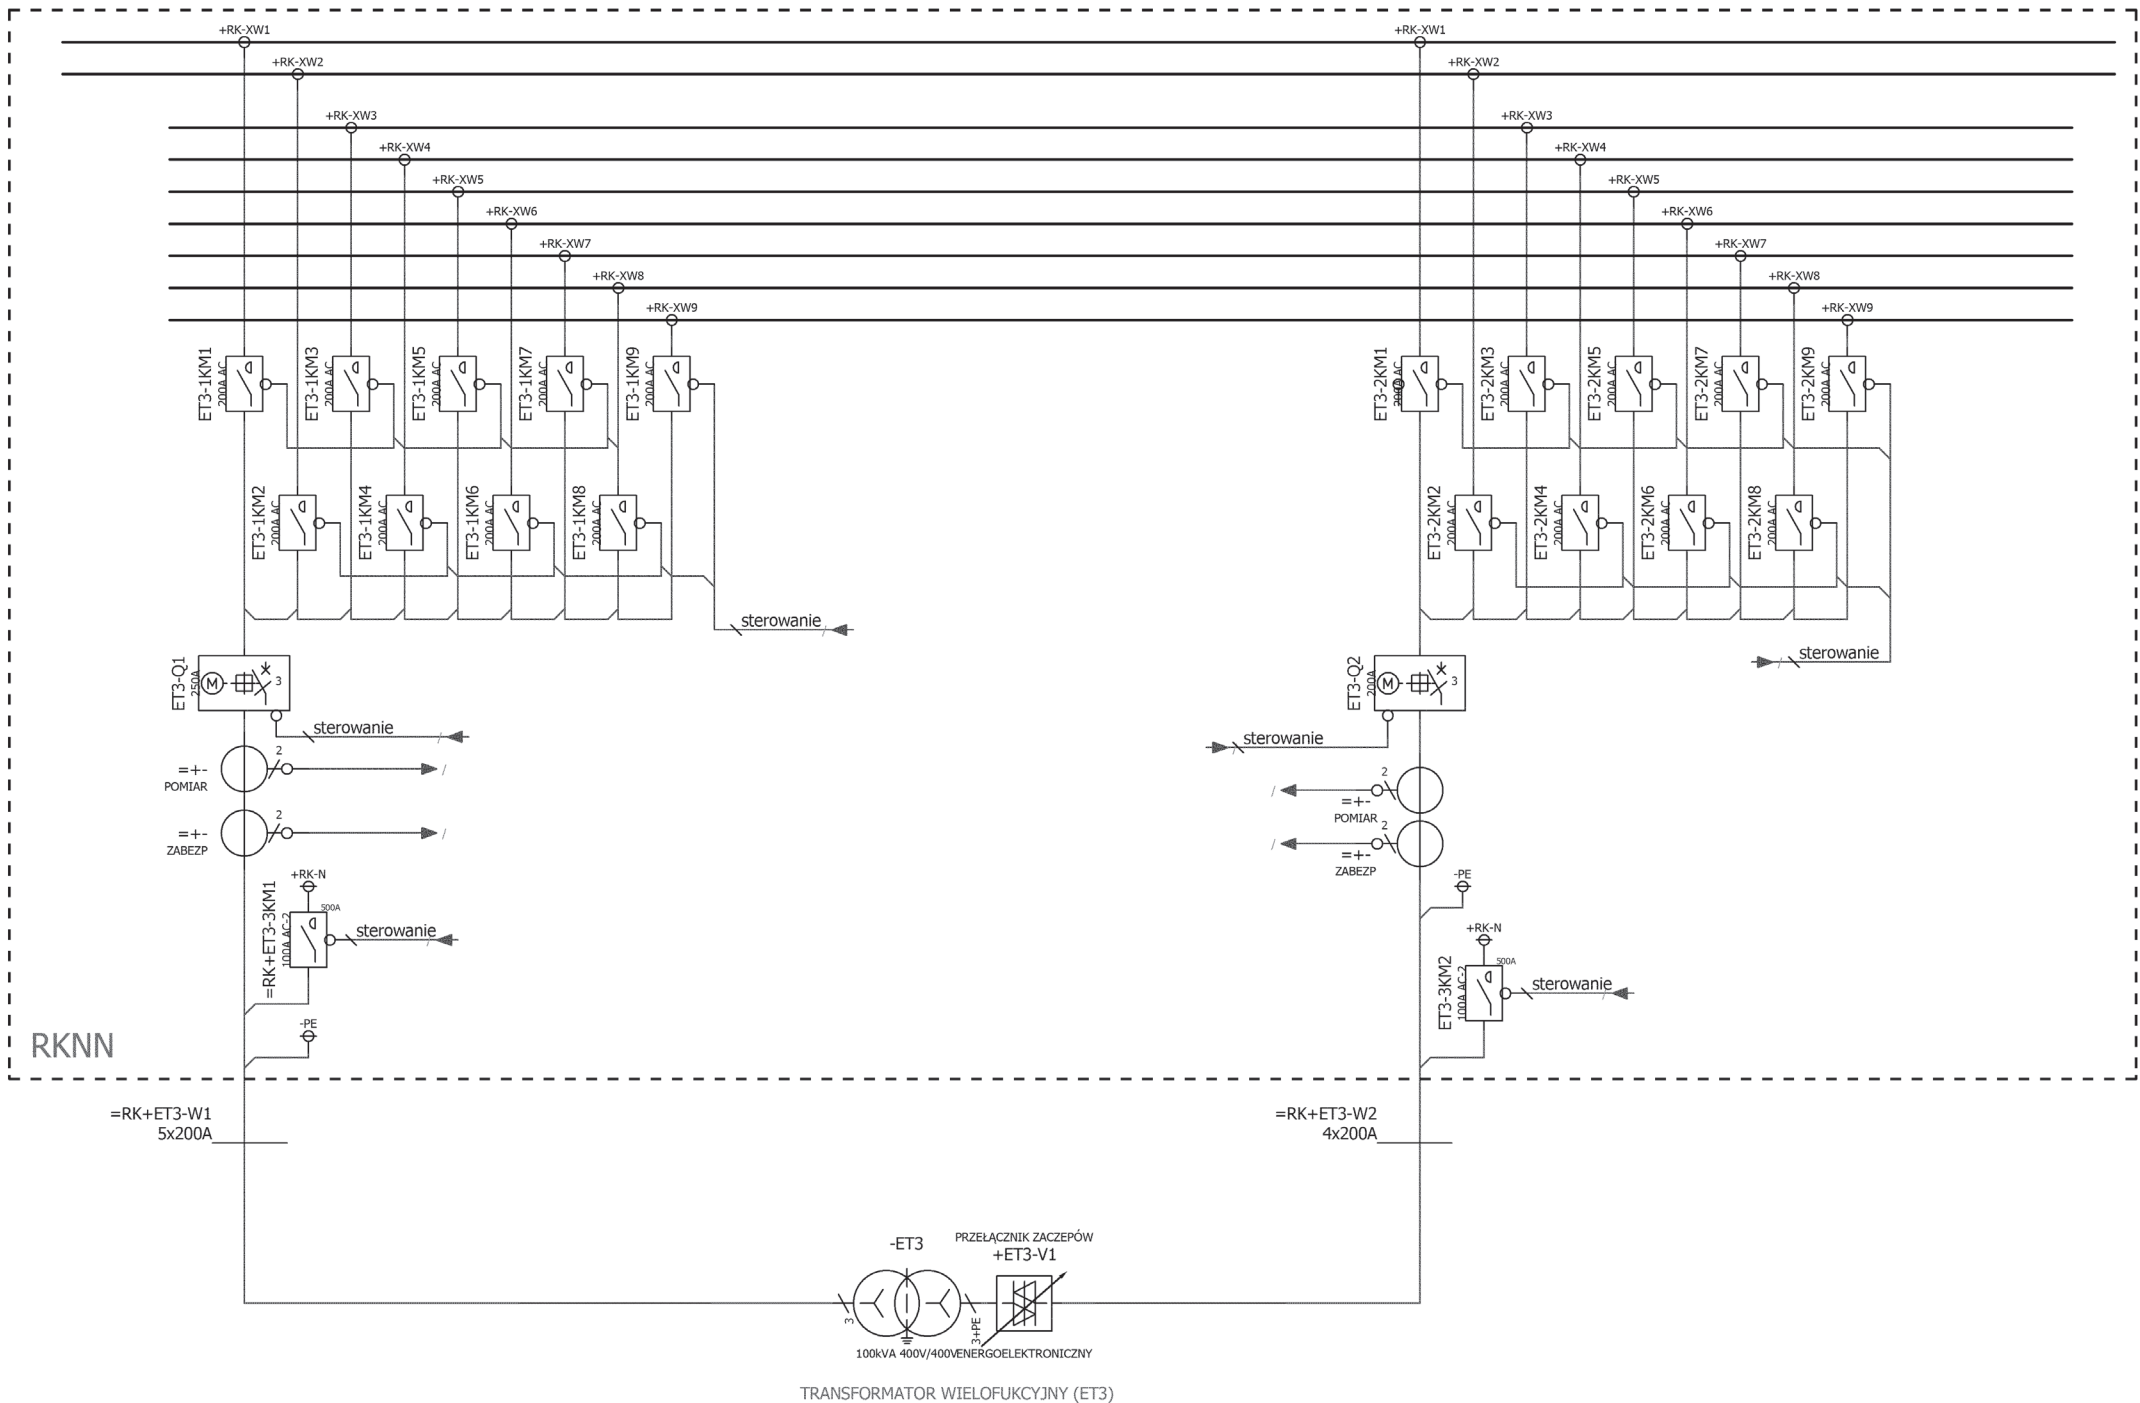 +RK-XW1
+RK-XW1
+RK-XW2
+RK-XW2
+RK-XW3
+RK-XW3
+RK-XW4
+RK-XW4
+RK-XW5
+RK-XW5
+RK-XW6
+RK-XW6
+RK-XW7
+RK-XW7
+RK-XW8
+RK-XW8
+RK-XW9
+RK-XW9
ET3-1KM1
200A AC
ET3-1KM3
200A AC
ET3-1KM5
200A AC
ET3-1KM7
200A AC
ET3-1KM9
200A AC
ET3-2KM1
200A AC
ET3-2KM3
200A AC
ET3-2KM5
200A AC
ET3-2KM7
200A AC
ET3-2KM9
200A AC
ET3-1KM2
200A AC
ET3-1KM4
200A AC
ET3-1KM6
200A AC
ET3-1KM8
200A AC
ET3-2KM2
200A AC
ET3-2KM4
200A AC
ET3-2KM6
200A AC
ET3-2KM8
200A AC
sterowanie /
/ sterowanie
ET3-Q1
250A
M
3
ET3-Q2
200A
M
3
sterowanie /
/ sterowanie
2
=+-
POMIAR
/
2
/
=+-
POMIAR
2
=+-
ZABEZP
/
2
/
=+-
ZABEZP
+RK-N
=RK+ET3-3KM1
100A AC-2
500A
sterowanie /
-PE
-PE
+RK-N
ET3-3KM2
100A AC-2
500A
sterowanie /
RKNN
=RK+ET3-W1
5x200A
=RK+ET3-W2
4x200A
-ET3
PRZEŁĄCZNIK ZACZEPÓW
+ET3-V1
3
3+PE
100kVA 400V/400V
ENERGOELEKTRONICZNY
TRANSFORMATOR WIELOFUKCYJNY (ET3)